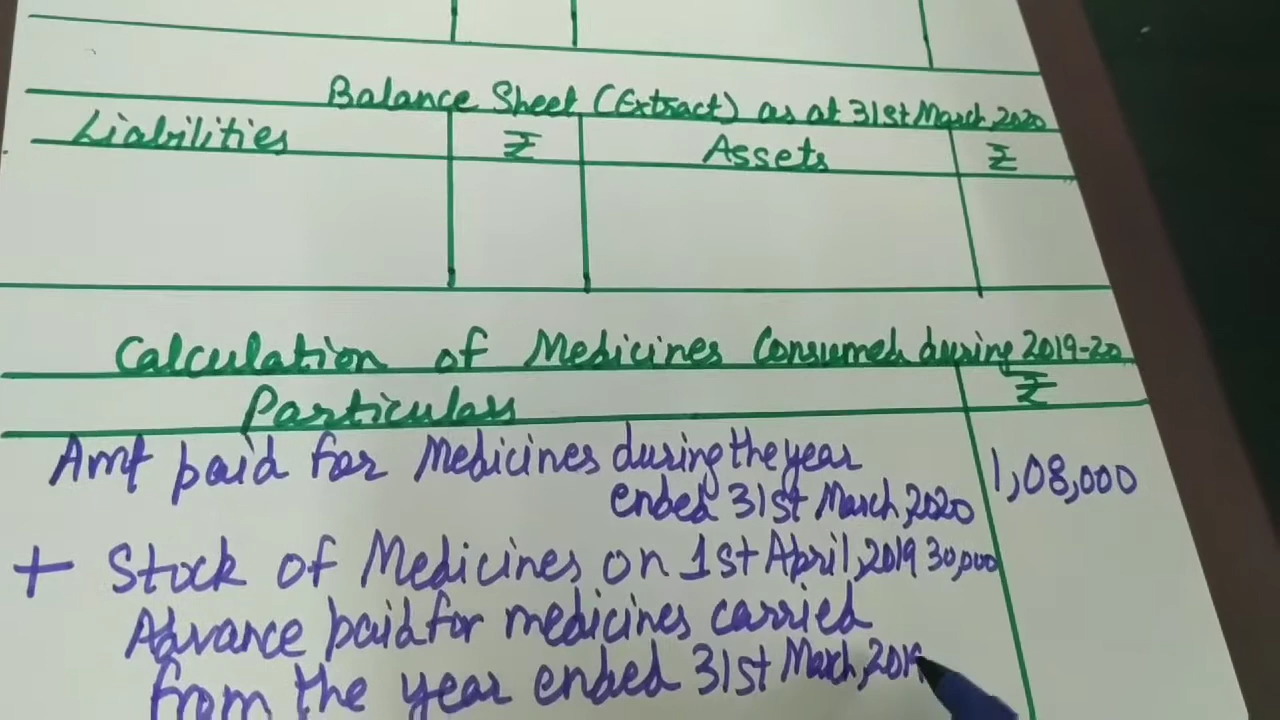 Balance Sheet (Extract) as at 31st March, 2020
Liabilities ₹ Assets ₹
Calculation of Medicines Consumed during 2019-20
Particulars ₹
Amt paid for Medicines during the year
ended 31st March, 2020 1,08,000
+ Stock of Medicines on 1st April, 2019 30,000
Advance paid for medicines carried
from the year ended 31st March, 2019